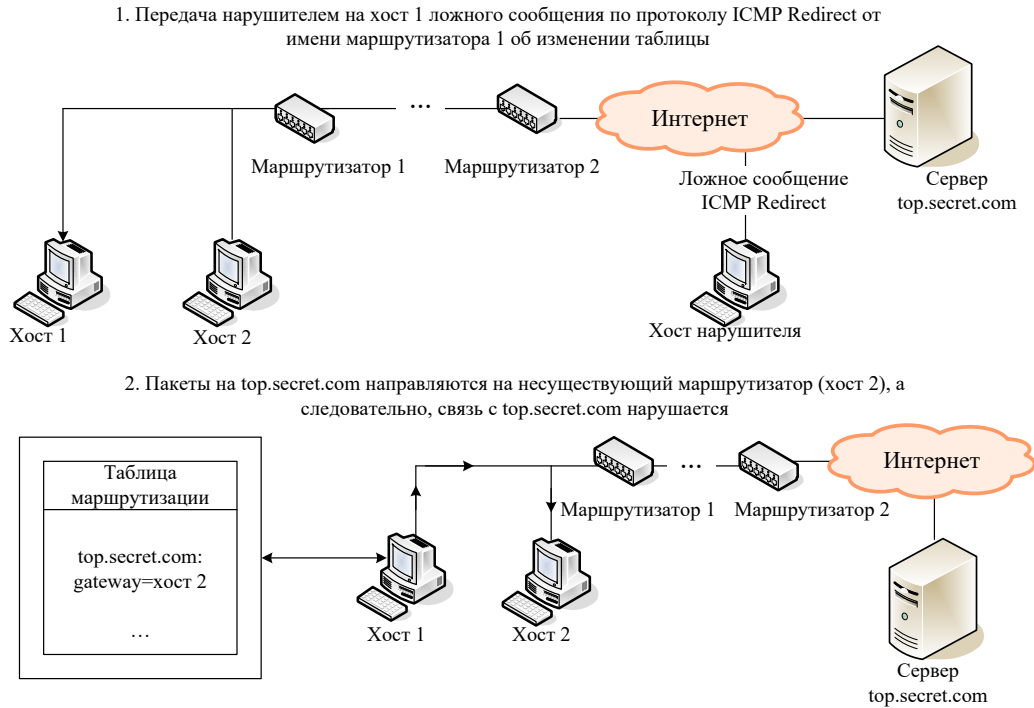 1. Передача нарушителем на хост 1 ложного сообщения по протоколу ICMP Redirect от
имени маршрутизатора 1 об изменении таблицы
...
Интернет
Маршрутизатор 1
Маршрутизатор 2
Ложное сообщение
ICMP Redirect
Сервер
top.secret.com
Хост 1
Хост 2
Хост нарушителя
2. Пакеты на top.secret.com направляются на несуществующий маршрутизатор (хост 2), а
следовательно, связь с top.secret.com нарушается
Таблица
маршрутизации
top.secret.com:
gateway=хост 2
…
...
Интернет
Маршрутизатор 1
Маршрутизатор 2
Хост 1
Хост 2
Сервер
top.secret.com